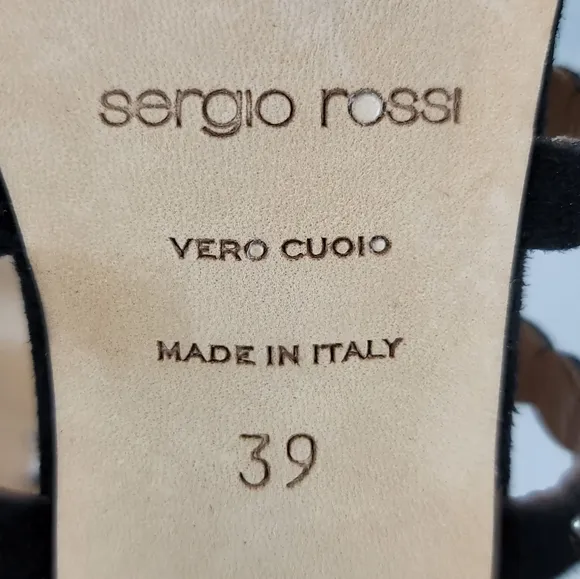 sergio rossi
VERO CUOIO
MADE IN ITALY
39